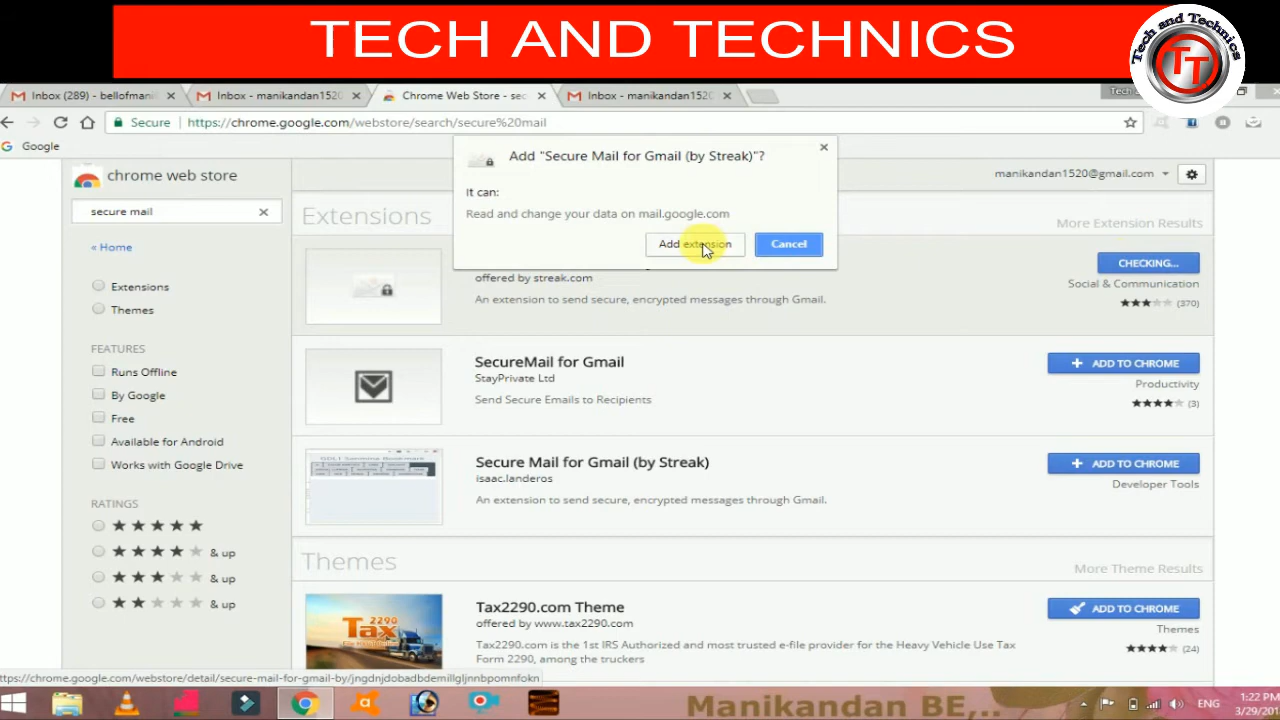 TECH AND TECHNICS
Tech and Technics
TT
Inbox (289) - bellofmani
Inbox - manikandan1520
Chrome Web Store - sec
Inbox - manikandan1520
Tech
Secure
https://chrome.google.com/webstore/search/secure%20mail
Google
chrome web store
secure mail
« Home
Extensions
Themes
FEATURES
Runs Offline
By Google
Free
Available for Android
Works with Google Drive
RATINGS
& up
& up
& up
Add "Secure Mail for Gmail (by Streak)"?
It can:
Read and change your data on mail.google.com
Add extension
Cancel
manikandan1520@gmail.com
Extensions
More Extension Results
offered by streak.com
An extension to send secure, encrypted messages through Gmail.
CHECKING...
Social & Communication
(370)
SecureMail for Gmail
StayPrivate Ltd
Send Secure Emails to Recipients
ADD TO CHROME
Productivity
(3)
Secure Mail for Gmail (by Streak)
isaac.landeros
An extension to send secure, encrypted messages through Gmail.
ADD TO CHROME
Developer Tools
Themes
More Theme Results
2290
Tax
Tax2290.com Theme
offered by www.tax2290.com
Tax2290.com is the 1st IRS Authorized and most trusted e-file provider for the Heavy Vehicle Use Tax
Form 2290, among the truckers
ADD TO CHROME
Themes
(24)
ttps://chrome.google.com/webstore/detail/secure-mail-for-gmail-by/jngdnjdobadbdemillgljnnbpomnfokn
Manikandan BE,..
ENG
1:22 PM
3/29/201